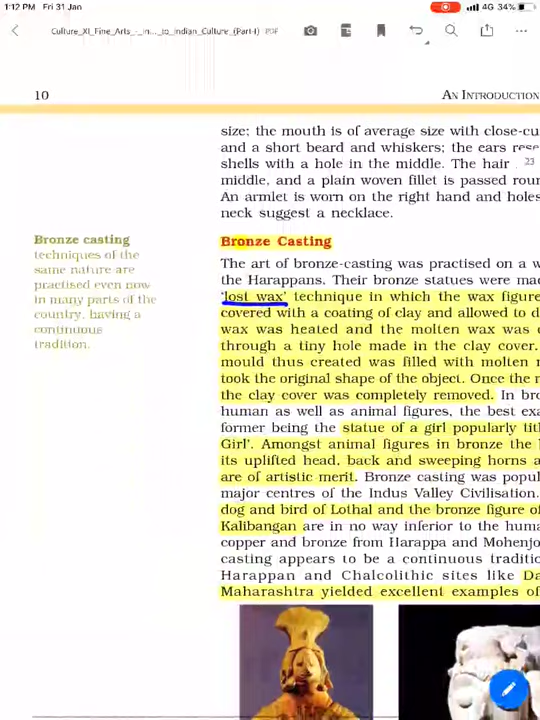 1:12 PM Fri 31 Jan
4G 34%
Culture_XI_Fine_Arts_-_in..._to_Indian_Culture_(Part-I) PDF
10
AN INTRODUCTION
size; the mouth is of average size with close-cu
and a short beard and whiskers; the ears rese
shells with a hole in the middle. The hair
23
middle, and a plain woven fillet is passed rour
An armlet is worn on the right hand and holes
neck suggest a necklace.
Bronze casting
techniques of the
same nature are
practised even now
in many parts of the
country, having a
continuous
tradition.
Bronze Casting
The art of bronze-casting was practised on a w
the Harappans. Their bronze statues were mad
'lost wax' technique in which the wax figure
covered with a coating of clay and allowed to d
wax was heated and the molten wax was d
through a tiny hole made in the clay cover.
mould thus created was filled with molten r
took the original shape of the object. Once the r
the clay cover was completely removed. In bro
human as well as animal figures, the best exa
former being the statue of a girl popularly titl
Girl'. Amongst animal figures in bronze the
its uplifted head, back and sweeping horns a
are of artistic merit. Bronze casting was popul
major centres of the Indus Valley Civilisation.
dog and bird of Lothal and the bronze figure of
Kalibangan are in no way inferior to the huma
copper and bronze from Harappa and Mohenjo
casting appears to be a continuous traditio
Harappan and Chalcolithic sites like Da
Maharashtra yielded excellent examples of